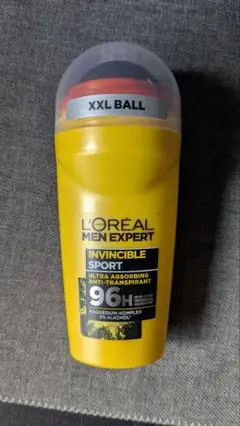 XXL BALL
L'ORÉAL
MEN EXPERT
INVINCIBLE
SPORT
ULTRA ABSORBING
ANTI-TRANSPIRANT
96H
MAGNESIUM-KOMPLEX
0% ALKOHOL*